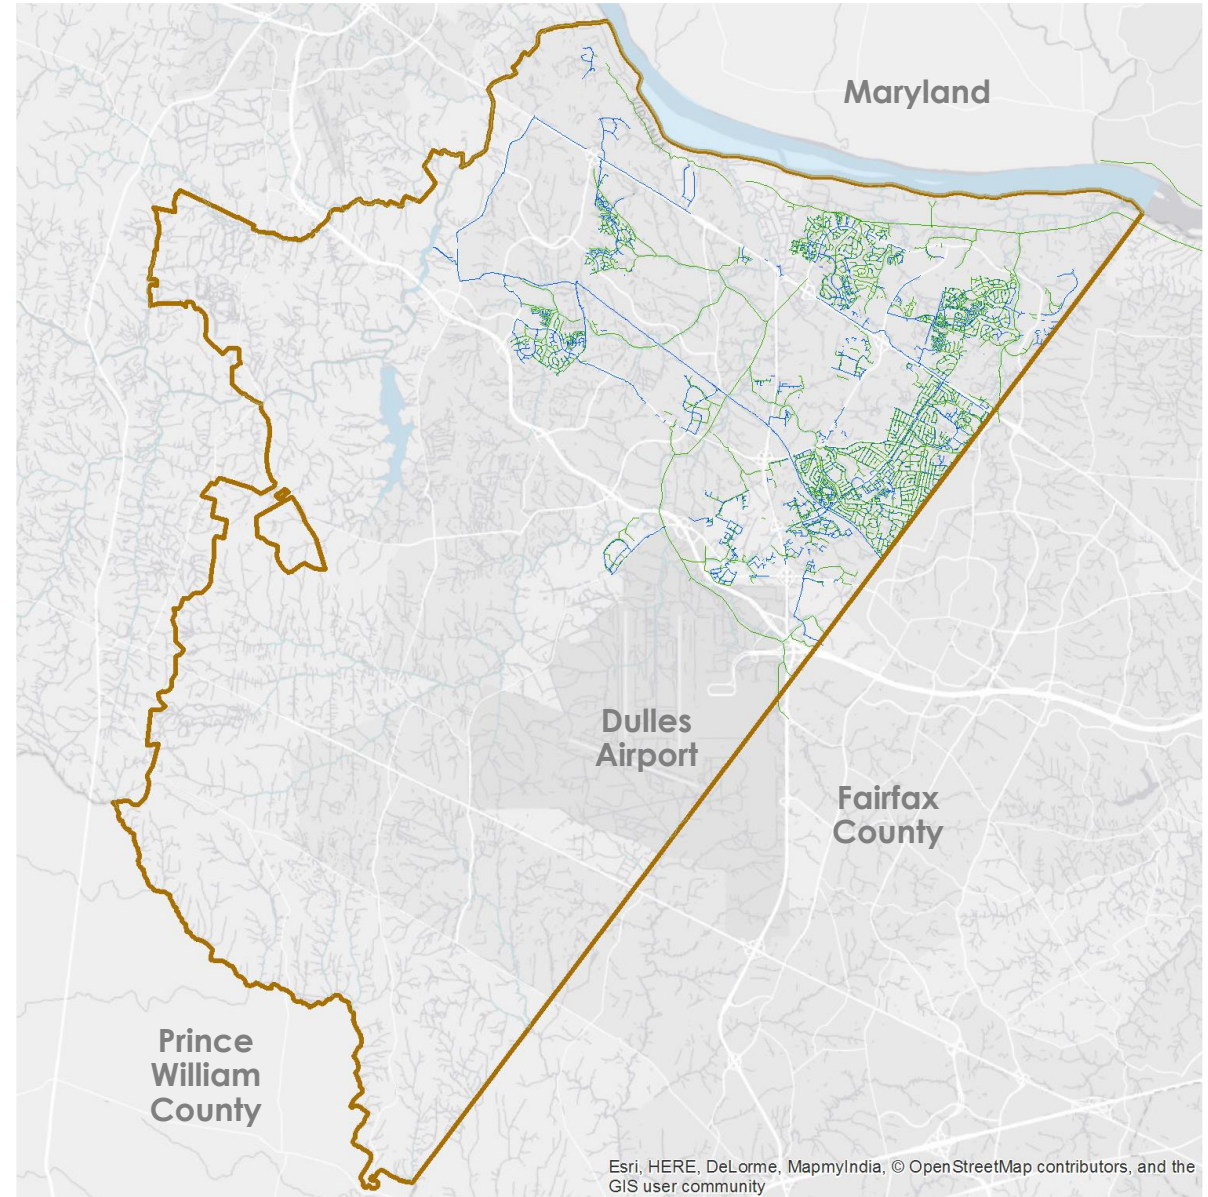 Maryland
VIRGINIA
Dulles
Airport
Fairfax
County
Prince
William
County
Esri, HERE, DeLorme, MapmyIndia, © OpenStreetMap contributors, and the
GIS user community